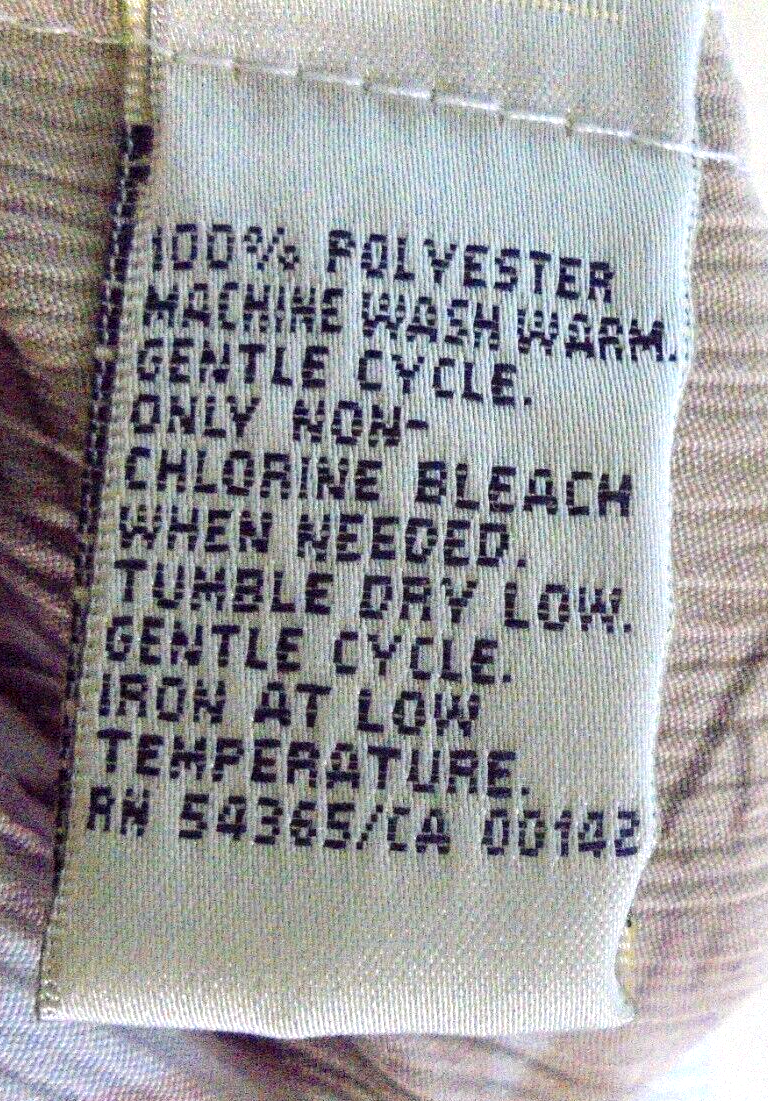 100% POLYESTER
MACHINE WASH WARM.
GENTLE CYCLE.
ONLY NON-
CHLORINE BLEACH
WHEN NEEDED.
TUMBLE DRY LOW.
GENTLE CYCLE.
IRON AT LOW
TEMPERATURE.
RN 54365/CA 00142